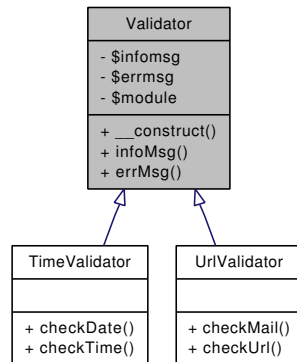 Validator
- $infomsg
- $errmsg
- $module
+ __construct()
+ infoMsg()
+ errMsg()
TimeValidator
+ checkDate()
+ checkTime()
UrlValidator
+ checkMail()
+ checkUrl()